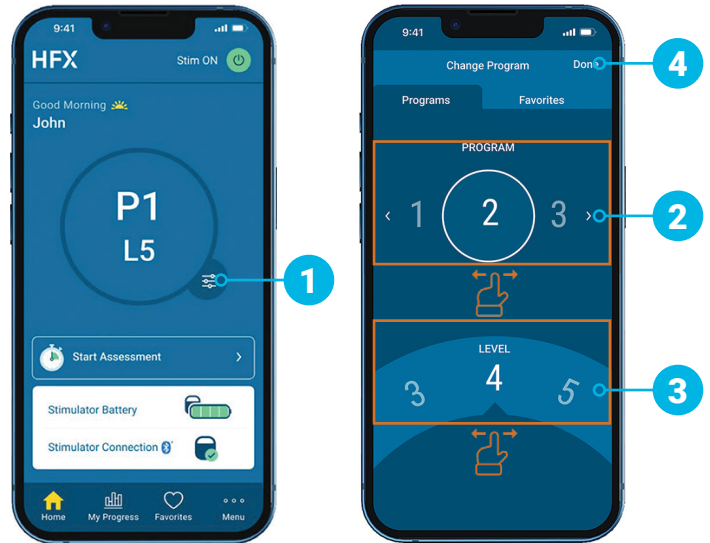 9:41
HFX
Stim ON
Good Morning
John
P1
L5
1
Start Assessment
Stimulator Battery
Stimulator Connection
Home
My Progress
Favorites
Menu
9:41
Change Program
Done
4
Programs
Favorites
PROGRAM
1
2
3
2
LEVEL
3
4
5
3